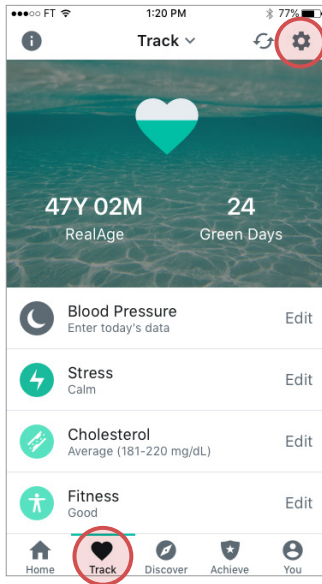 FT 1:20 PM 77%
Track
47Y 02M 24
RealAge Green Days
Blood Pressure Edit
Enter today's data
Stress Edit
Calm
Cholesterol Edit
Average (181-220 mg/dL)
Fitness Edit
Good
Home Track Discover Achieve You